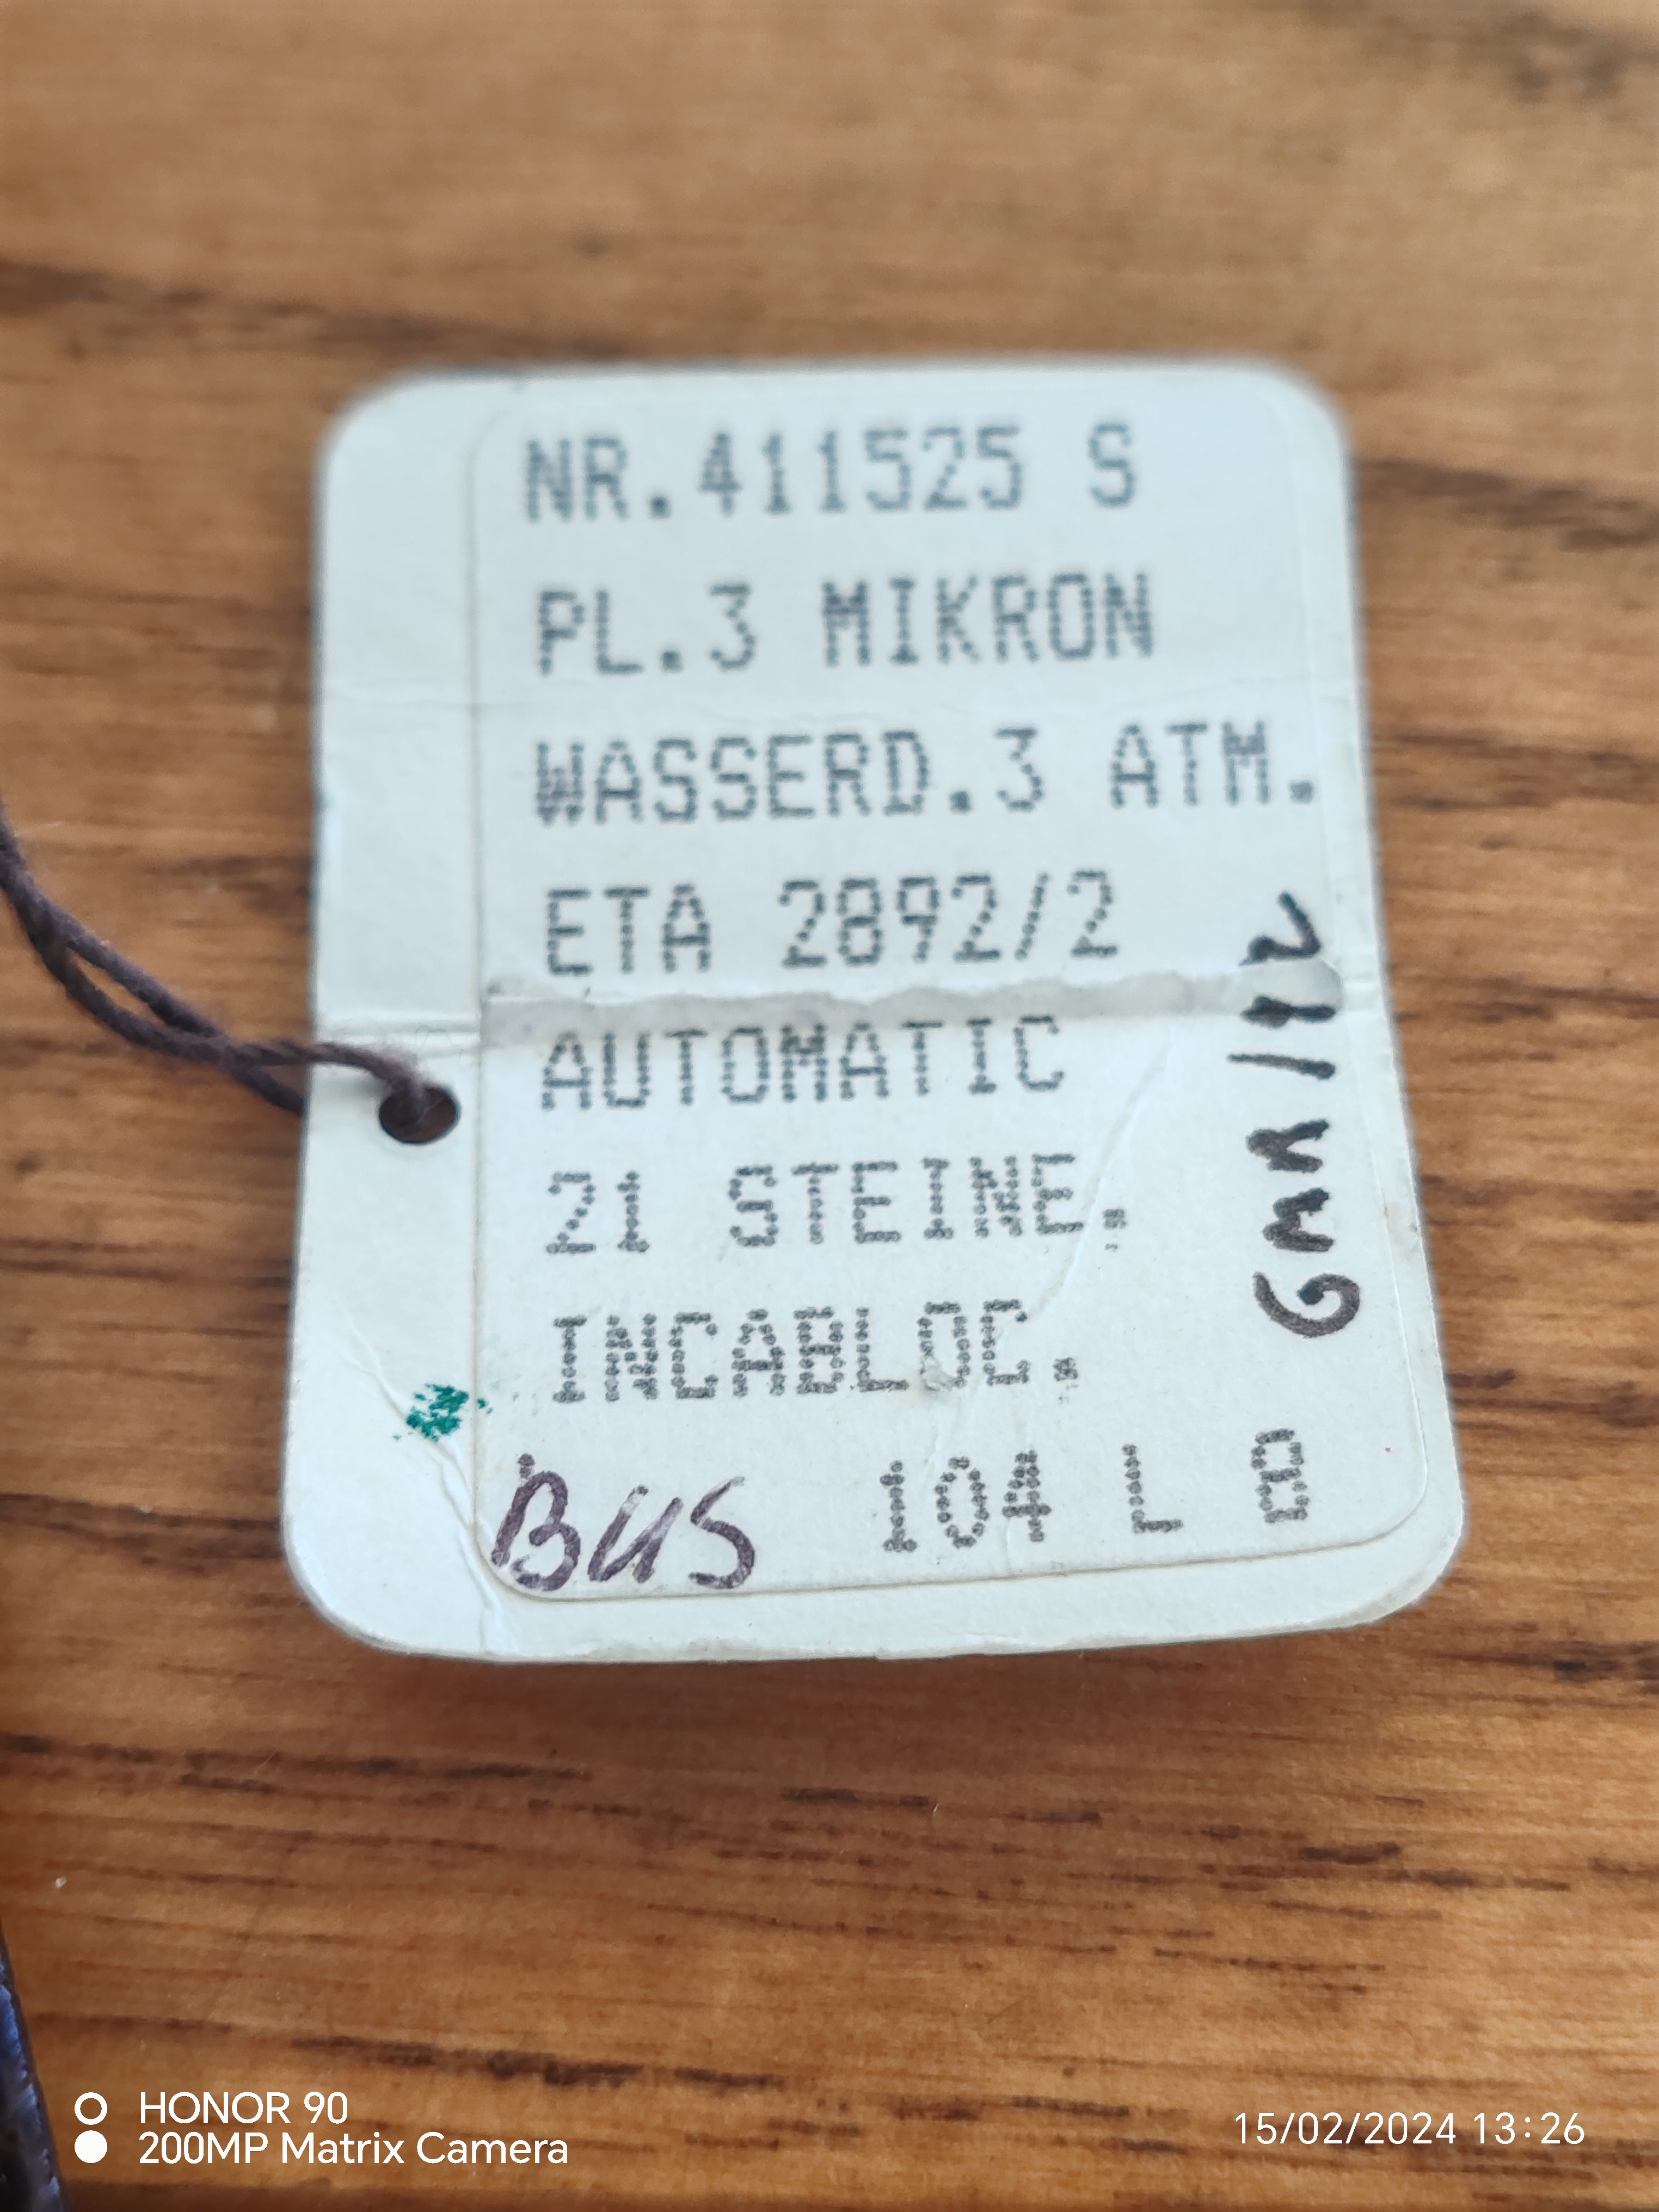 NR.411525 S
PL.3 MIKRON
WASSERD.3 ATM.
ETA 2892/2
AUTOMATIC
21 STEINE.
INCABLOC.
BUS 104 L 8
HONOR 90
200MP Matrix Camera
15/02/2024 13:26